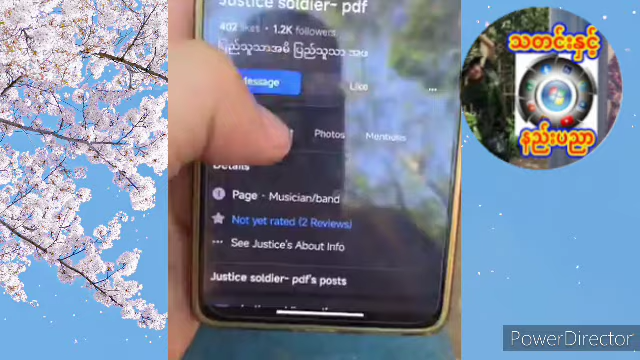 Justice soldier- pdf
402 likes • 1.2K followers
ပြည်သူသာအမိ ပြည်သူသာ အဖ
Message
Like
...
Photos
Mentions
Details
Page · Musician/band
Not yet rated (2 Reviews)
... See Justice's About Info
Justice soldier- pdf's posts
သတင်းနှင့်
နည်းပညာ
PowerDirector